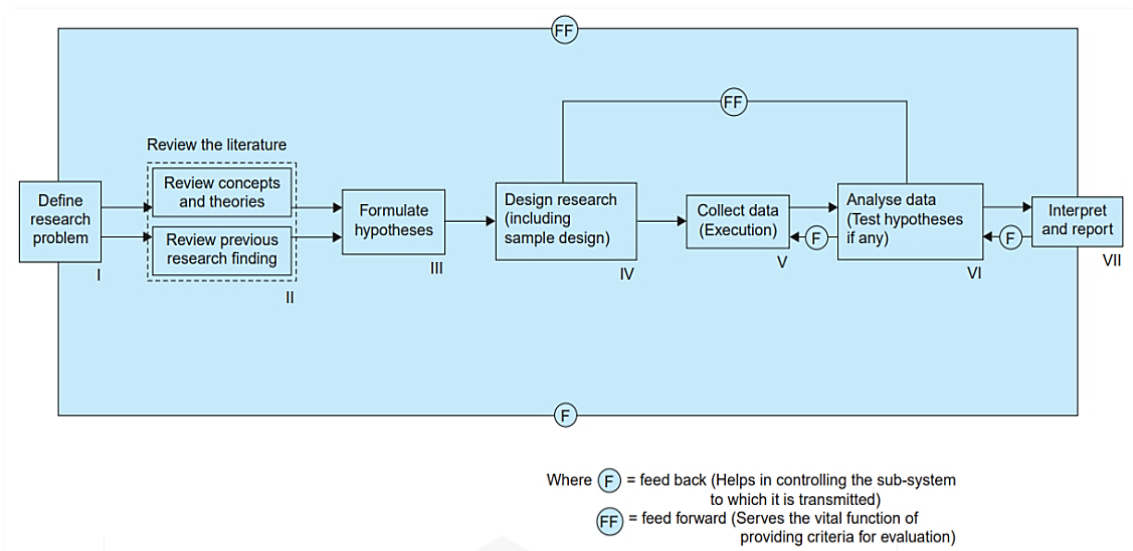 FF
FF
Review the literature
Define
research
problem
I
Review concepts
and theories
Review previous
research finding
II
Formulate
hypotheses
III
Design research
(including
sample design)
IV
Collect data
(Execution)
V
F
Analyse data
(Test hypotheses
if any)
VI
F
Interpret
and report
VII
F
Where F = feed back (Helps in controlling the sub-system
to which it is transmitted)
FF = feed forward (Serves the vital function of
providing criteria for evaluation)